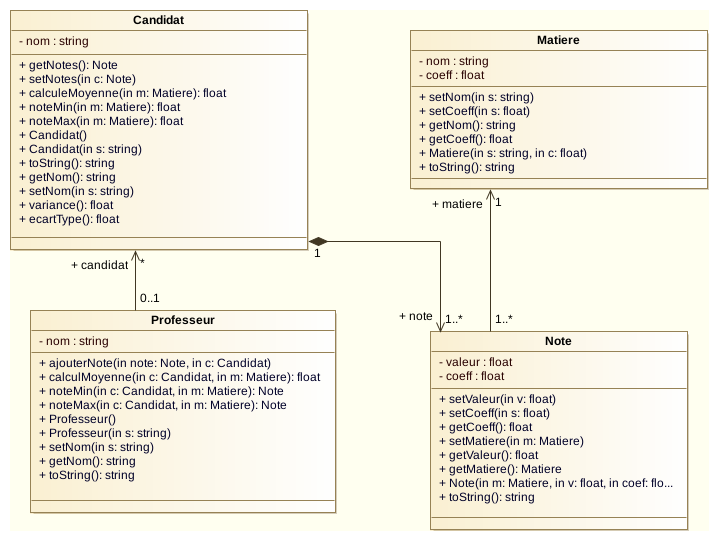 Candidat
- nom : string
+ getNotes(): Note
+ setNotes(in c: Note)
+ calculeMoyenne(in m: Matiere): float
+ noteMin(in m: Matiere): float
+ noteMax(in m: Matiere): float
+ Candidat()
+ Candidat(in s: string)
+ toString(): string
+ getNom(): string
+ setNom(in s: string)
+ variance(): float
+ ecartType(): float
Matiere
- nom : string
- coeff : float
+ setNom(in s: string)
+ setCoeff(in s: float)
+ getNom(): string
+ getCoeff(): float
+ Matiere(in s: string, in c: float)
+ toString(): string
+ matiere
1
1
+ candidat
*
0..1
+ note
1..*
1..*
Professeur
- nom : string
+ ajouterNote(in note: Note, in c: Candidat)
+ calculMoyenne(in c: Candidat, in m: Matiere): float
+ noteMin(in c: Candidat, in m: Matiere): Note
+ noteMax(in c: Candidat, in m: Matiere): Note
+ Professeur()
+ Professeur(in s: string)
+ setNom(in s: string)
+ getNom(): string
+ toString(): string
Note
- valeur : float
- coeff : float
+ setValeur(in v: float)
+ setCoeff(in s: float)
+ getCoeff(): float
+ setMatiere(in m: Matiere)
+ getValeur(): float
+ getMatiere(): Matiere
+ Note(in m: Matiere, in v: float, in coef: flo...
+ toString(): string